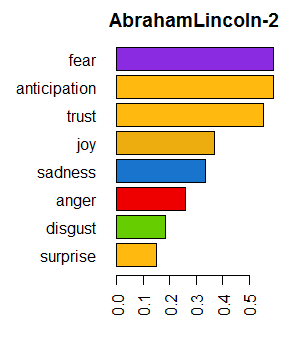 AbrahamLincoln-2
fear
anticipation
trust
joy
sadness
anger
disgust
surprise
0.0
0.1
0.2
0.3
0.4
0.5